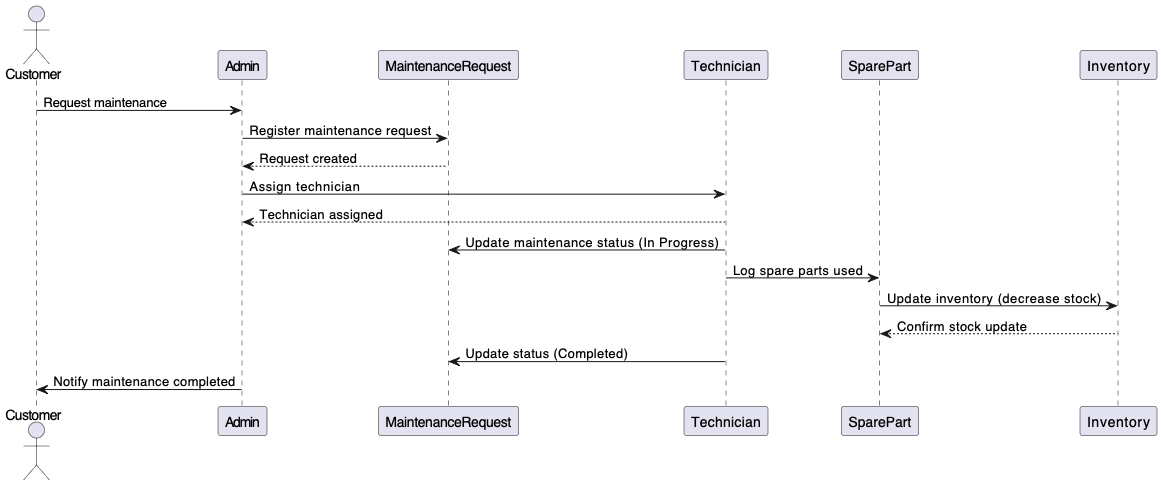 Customer
Admin
MaintenanceRequest
Technician
SparePart
Inventory
Request maintenance
Register maintenance request
Request created
Assign technician
Technician assigned
Update maintenance status (In Progress)
Log spare parts used
Update inventory (decrease stock)
Confirm stock update
Update status (Completed)
Notify maintenance completed
Customer
Admin
MaintenanceRequest
Technician
SparePart
Inventory